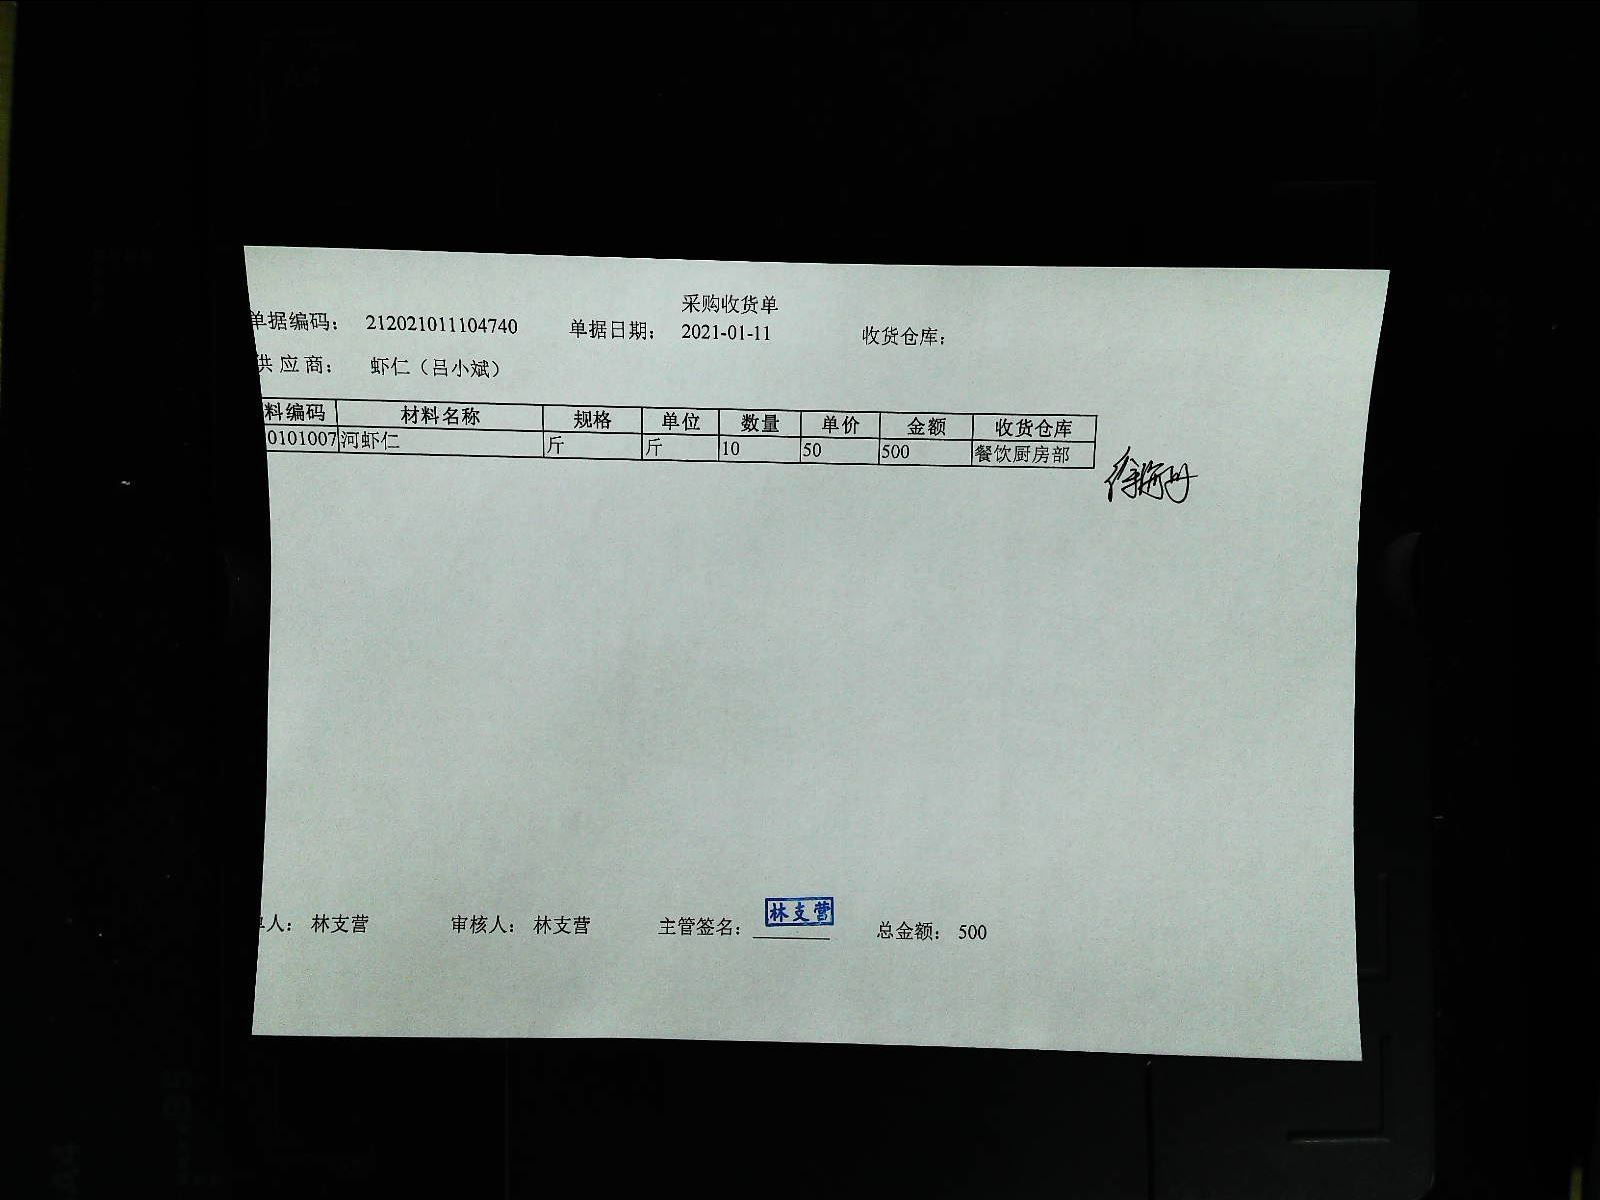 采购收货单
单据编码： 212021011104740 单据日期： 2021-01-11 收货仓库：
供 应 商： 虾仁（吕小斌）
料编码 材料名称 规格 单位 数量 单价 金额 收货仓库
0101007 河虾仁 斤 斤 10 50 500 餐饮厨房部
人： 林支营 审核人： 林支营 主管签名： 林支营 总金额： 500